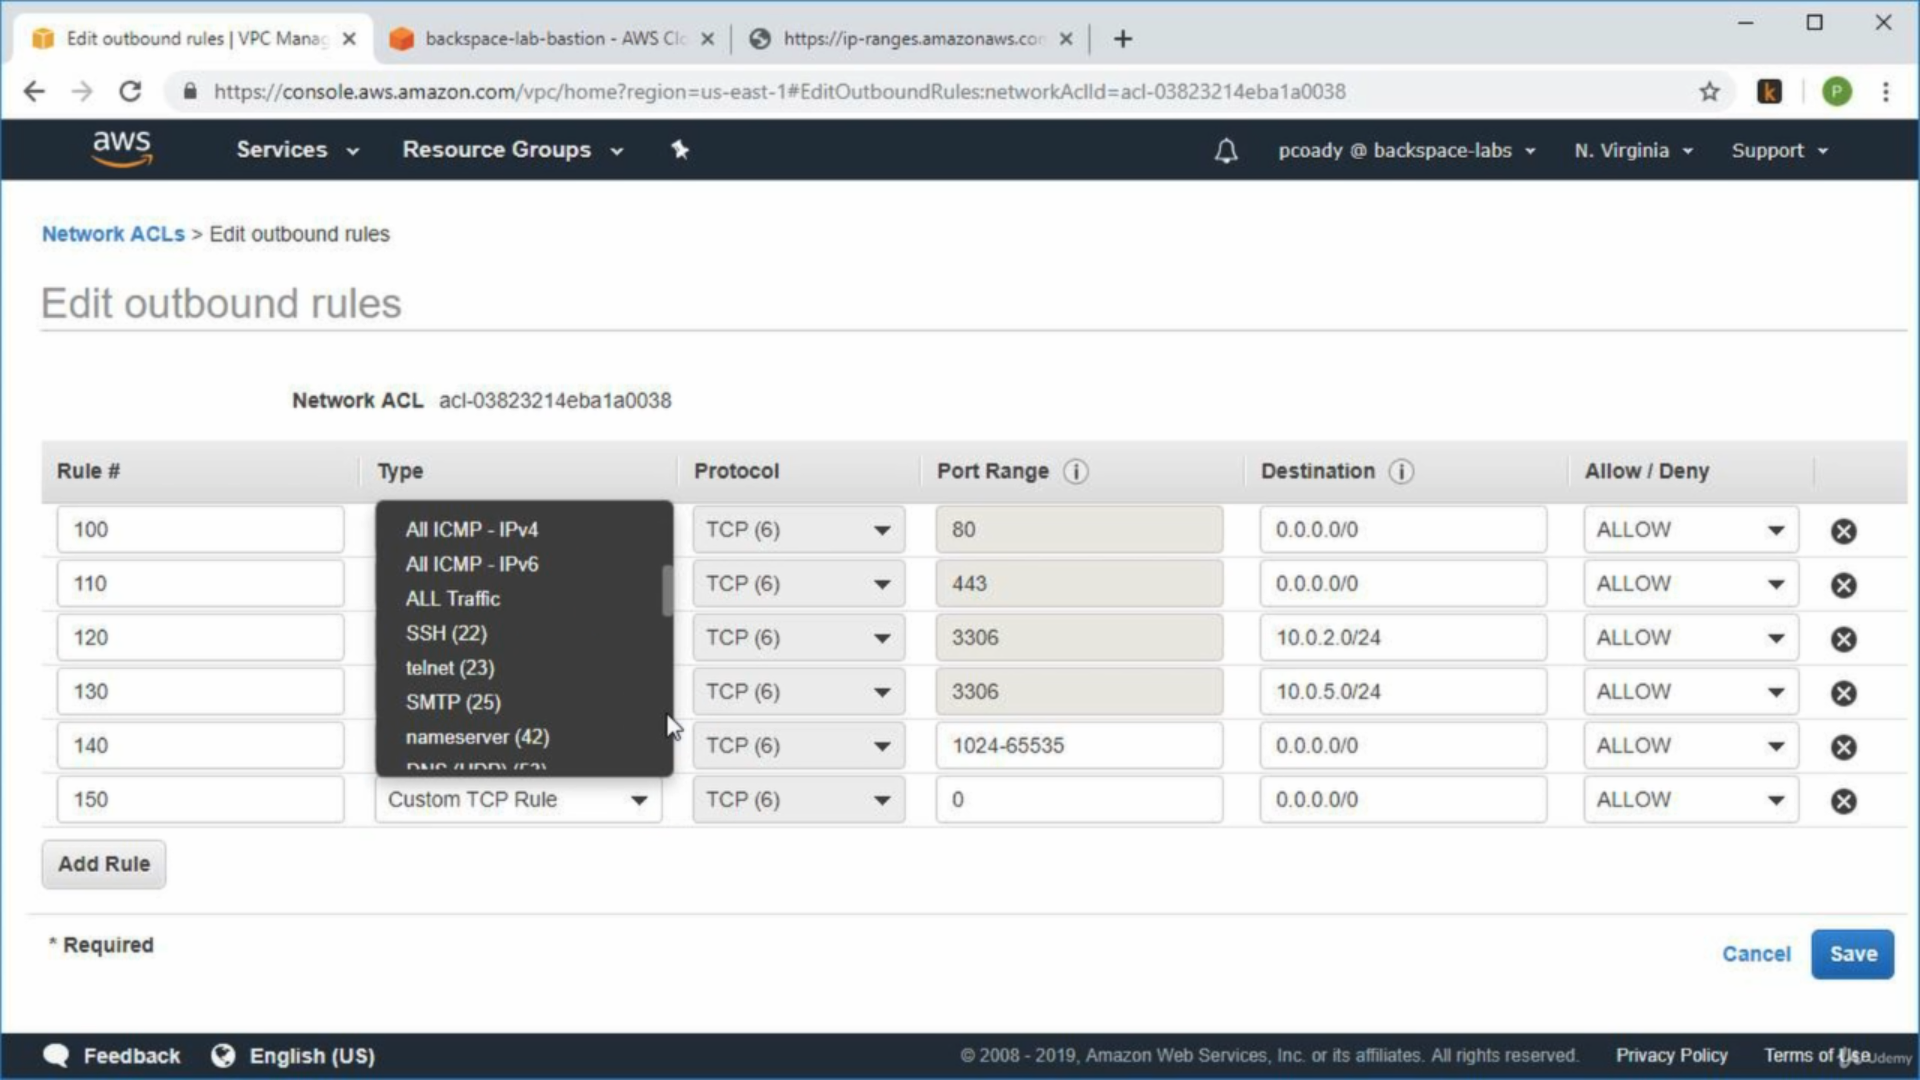 Edit outbound rules | VPC Manag
backspace-lab-bastion - AWS Clo
https://ip-ranges.amazonaws.com
https://console.aws.amazon.com/vpc/home?region=us-east-1#EditOutboundRules:networkAclId=acl-03823214eba1a0038
k
P
aws
Services
Resource Groups
pcoady @ backspace-labs
N. Virginia
Support
Network ACLs > Edit outbound rules
Edit outbound rules
Network ACL acl-03823214eba1a0038
Rule # Type Protocol Port Range i Destination i Allow / Deny
100 All ICMP - IPv4 TCP (6) 80 0.0.0.0/0 ALLOW
All ICMP - IPv6
110 ALL Traffic TCP (6) 443 0.0.0.0/0 ALLOW
120 SSH (22) TCP (6) 3306 10.0.2.0/24 ALLOW
telnet (23)
130 SMTP (25) TCP (6) 3306 10.0.5.0/24 ALLOW
140 nameserver (42) TCP (6) 1024-65535 0.0.0.0/0 ALLOW
DNS (UDP) (53)
150 Custom TCP Rule TCP (6) 0 0.0.0.0/0 ALLOW
Add Rule
* Required
Cancel
Save
Feedback
English (US)
© 2008 - 2019, Amazon Web Services, Inc. or its affiliates. All rights reserved.
Privacy Policy
Terms of Use
Udemy